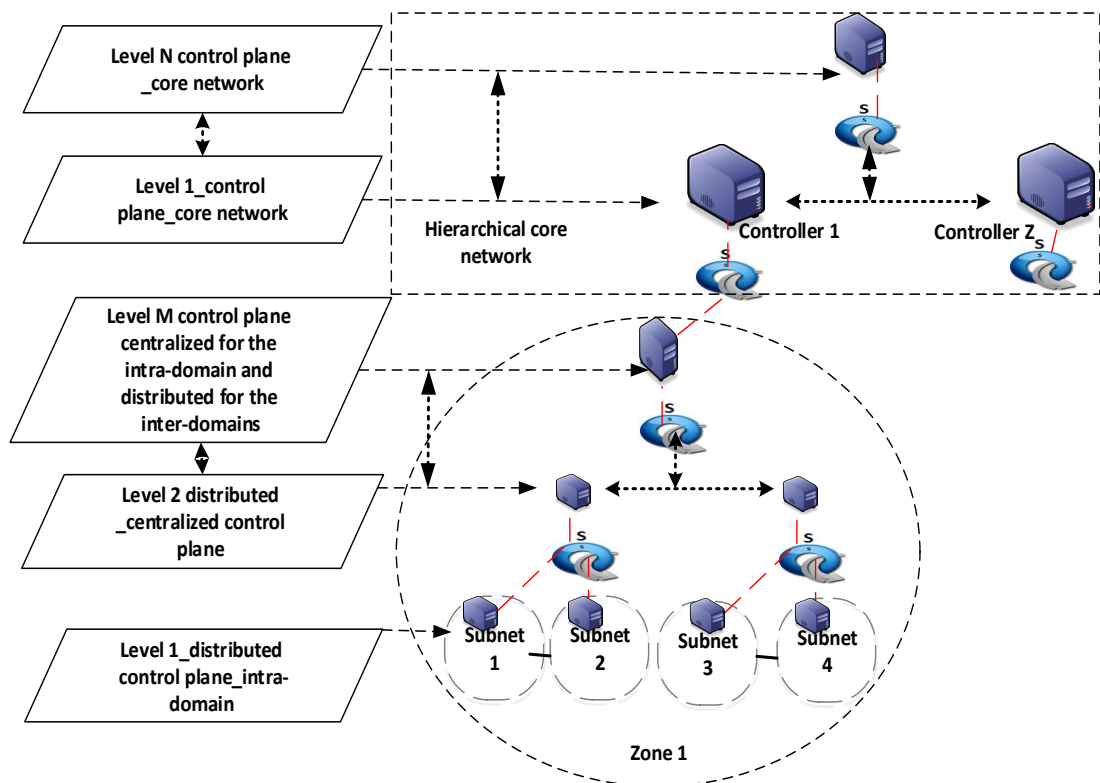 Level N control plane
_core network
S
s
Level 1_control
plane_core network
Hierarchical core
network
Controller 1
Controller Z
S
s
S
Level M control plane
centralized for the
intra-domain and
distributed for the
inter-domains
S
Level 2 distributed
_centralized control
plane
S
s
S
s
Level 1_distributed
control plane_intra-
domain
Subnet
1
Subnet
2
Subnet
3
Subnet
4
Zone 1